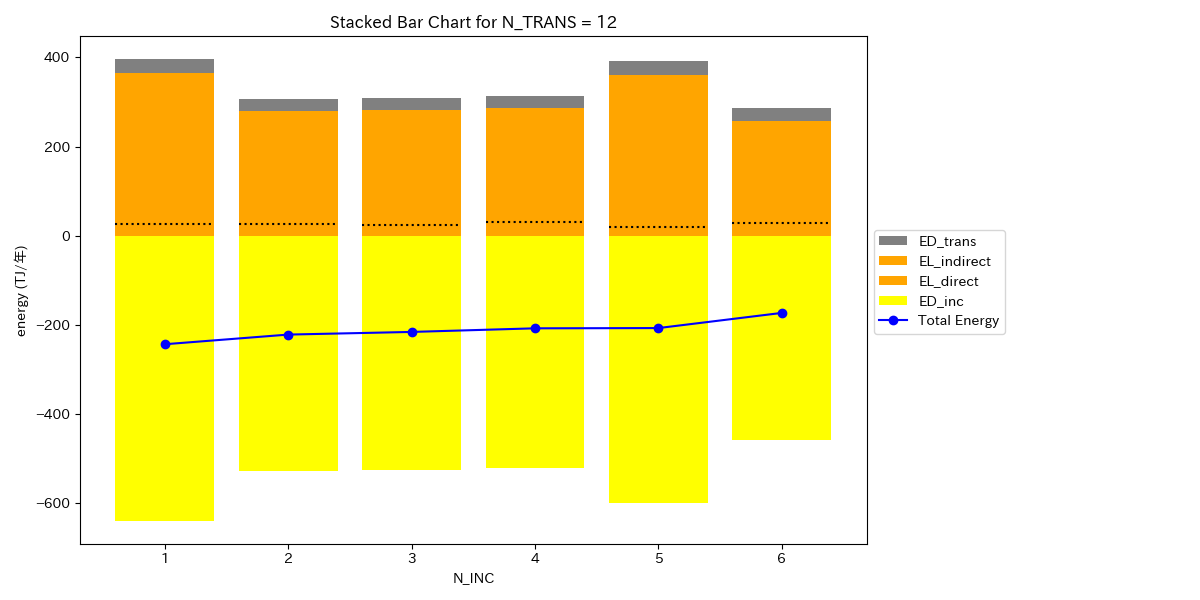 Stacked Bar Chart for N_TRANS = 12
400
200
0
−200
−400
−600
energy (TJ/年)
1
2
3
4
5
6
N_INC
ED_trans
EL_indirect
EL_direct
ED_inc
Total Energy